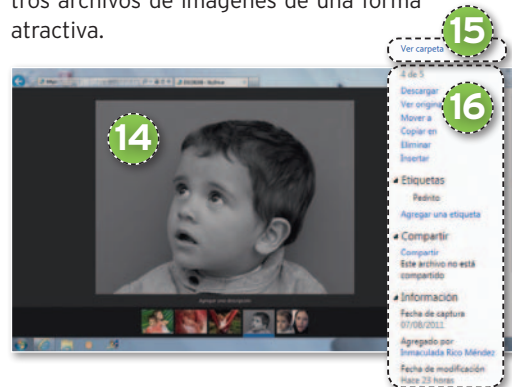 tros archivos de imágenes de una forma
atractiva.
15
Ver carpeta
4 de 5
16
Descargar
Ver origin
Mover a
Copiar en
Eliminar
Insertar
14
Etiquetas
Pedrito
Agregar una etiqueta
Compartir
Compartir
Este archivo no está
compartido
Información
Fecha de captura
07/08/2011
Agregado por
Inmaculada Rico Méndez
Fecha de modificación
Hace 23 horas
Agregar una descripción